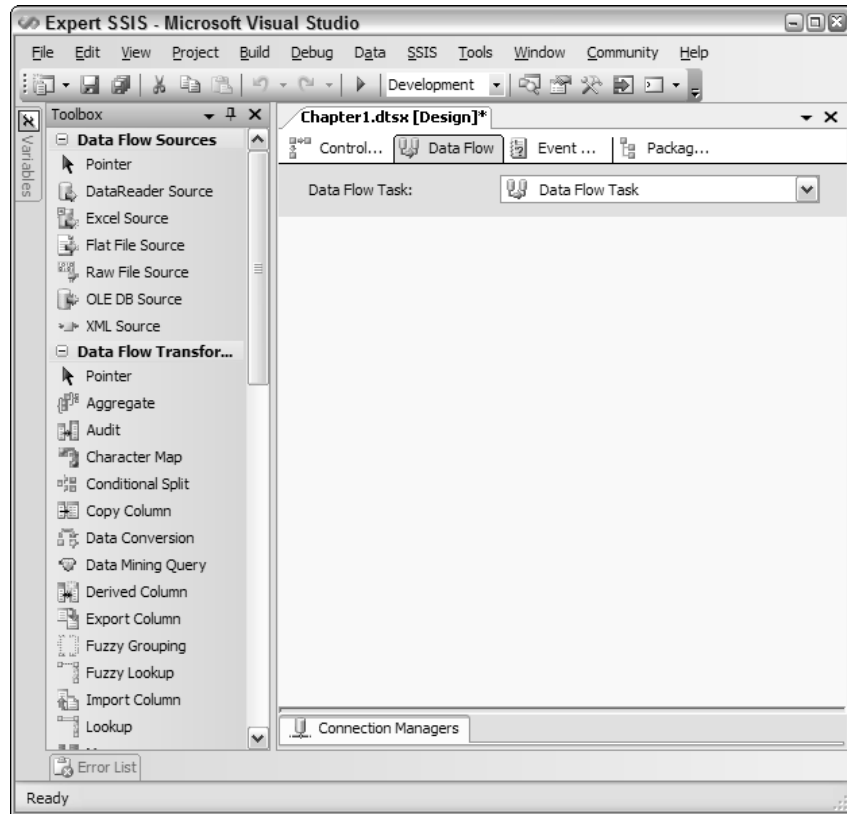 Expert SSIS - Microsoft Visual Studio
File Edit View Project Build Debug Data SSIS Tools Window Community Help
Development
Variables
Toolbox
Data Flow Sources
Pointer
DataReader Source
Excel Source
Flat File Source
Raw File Source
OLE DB Source
XML Source
Data Flow Transfor...
Pointer
Aggregate
Audit
Character Map
Conditional Split
Copy Column
Data Conversion
Data Mining Query
Derived Column
Export Column
Fuzzy Grouping
Fuzzy Lookup
Import Column
Lookup
Chapter1.dtsx [Design]*
Control... Data Flow Event ... Packag...
Data Flow Task: Data Flow Task
Connection Managers
Error List
Ready